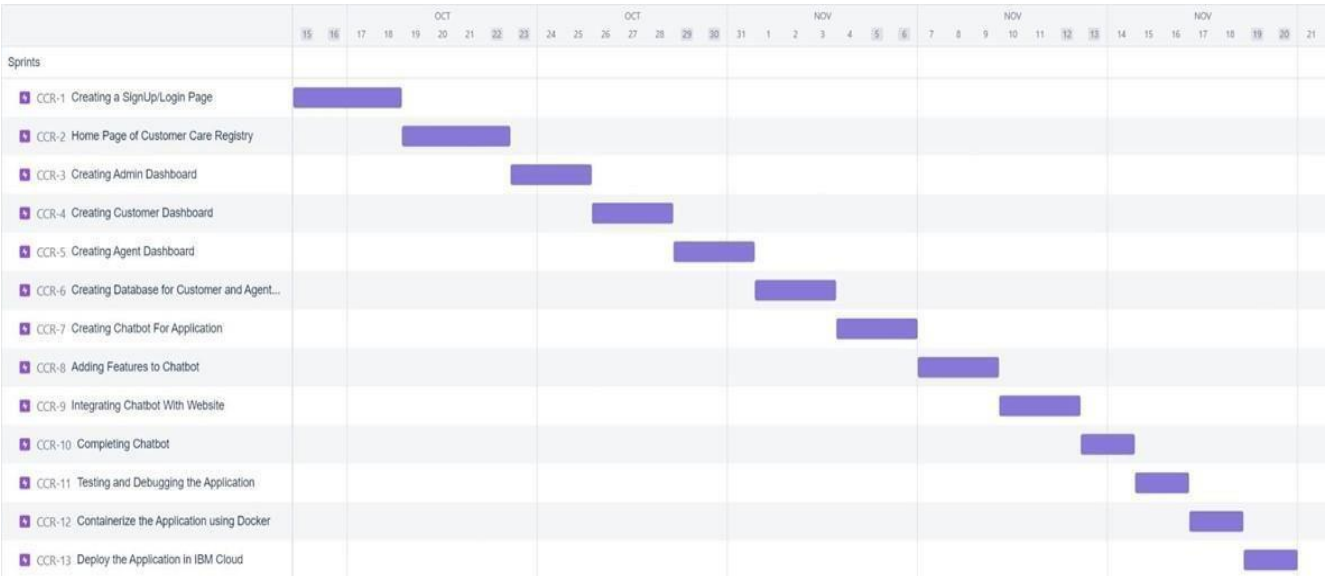 OCT OCT NOV NOV NOV
15 16 17 18 19 20 21 22 23 24 25 26 27 28 29 30 31 1 2 3 4 5 6 7 8 9 10 11 12 13 14 15 16 17 18 19 20 21
Sprints
CCR-1 Creating a SignUp/Login Page
CCR-2 Home Page of Customer Care Registry
CCR-3 Creating Admin Dashboard
CCR-4 Creating Customer Dashboard
CCR-5 Creating Agent Dashboard
CCR-6 Creating Database for Customer and Agent...
CCR-7 Creating Chatbot For Application
CCR-8 Adding Features to Chatbot
CCR-9 Integrating Chatbot With Website
CCR-10 Completing Chatbot
CCR-11 Testing and Debugging the Application
CCR-12 Containerize the Application using Docker
CCR-13 Deploy the Application in IBM Cloud